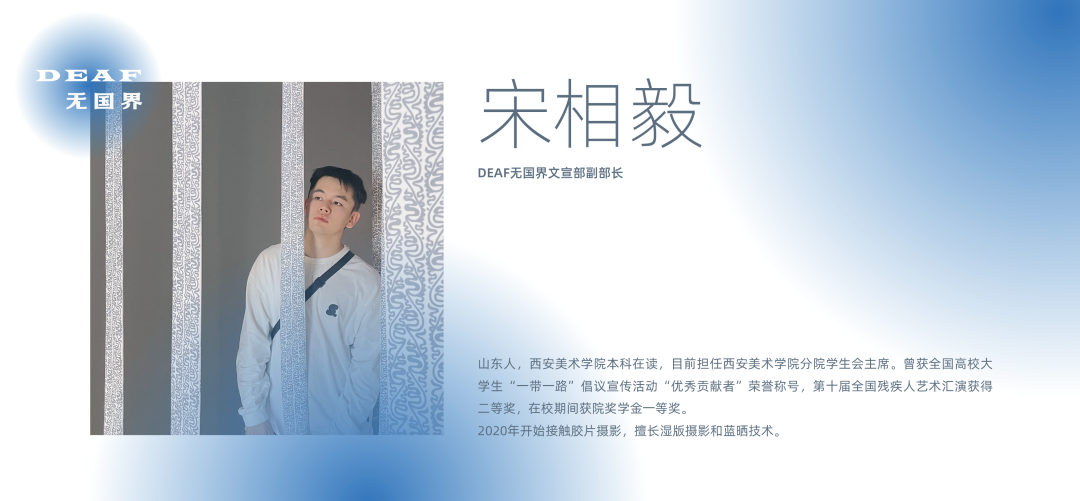 DEAF
无国界
宋相毅
DEAF无国界文宣部副部长
山东人，西安美术学院本科在读，目前担任西安美术学院分院学生会主席。曾获全国高校大
学生“一带一路”倡议宣传活动“优秀贡献者”荣誉称号，第十届全国残疾人艺术汇演获得
二等奖，在校期间获院奖学金一等奖。
2020年开始接触胶片摄影，擅长湿版摄影和蓝晒技术。